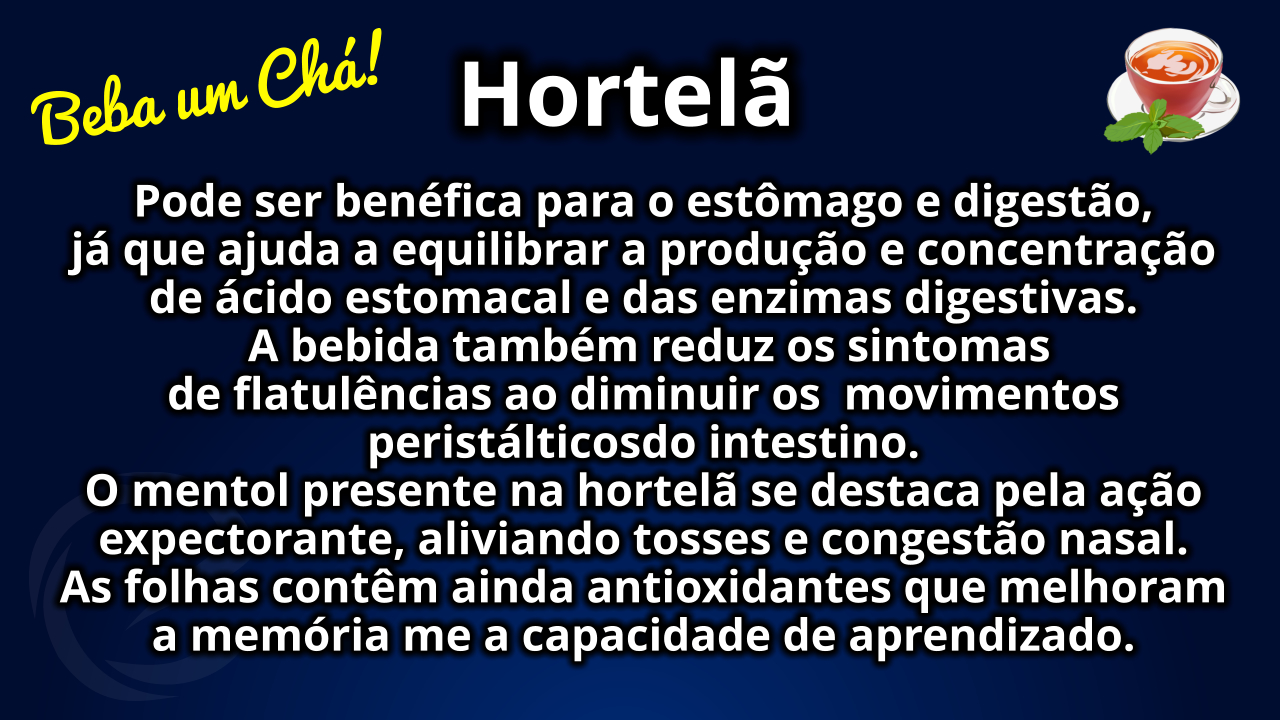 Beba um Chá!
Hortelã
Pode ser benéfica para o estômago e digestão,
já que ajuda a equilibrar a produção e concentração
de ácido estomacal e das enzimas digestivas.
A bebida também reduz os sintomas
de flatulências ao diminuir os  movimentos
peristálticosdo intestino.
O mentol presente na hortelã se destaca pela ação
expectorante, aliviando tosses e congestão nasal.
As folhas contêm ainda antioxidantes que melhoram
a memória me a capacidade de aprendizado.